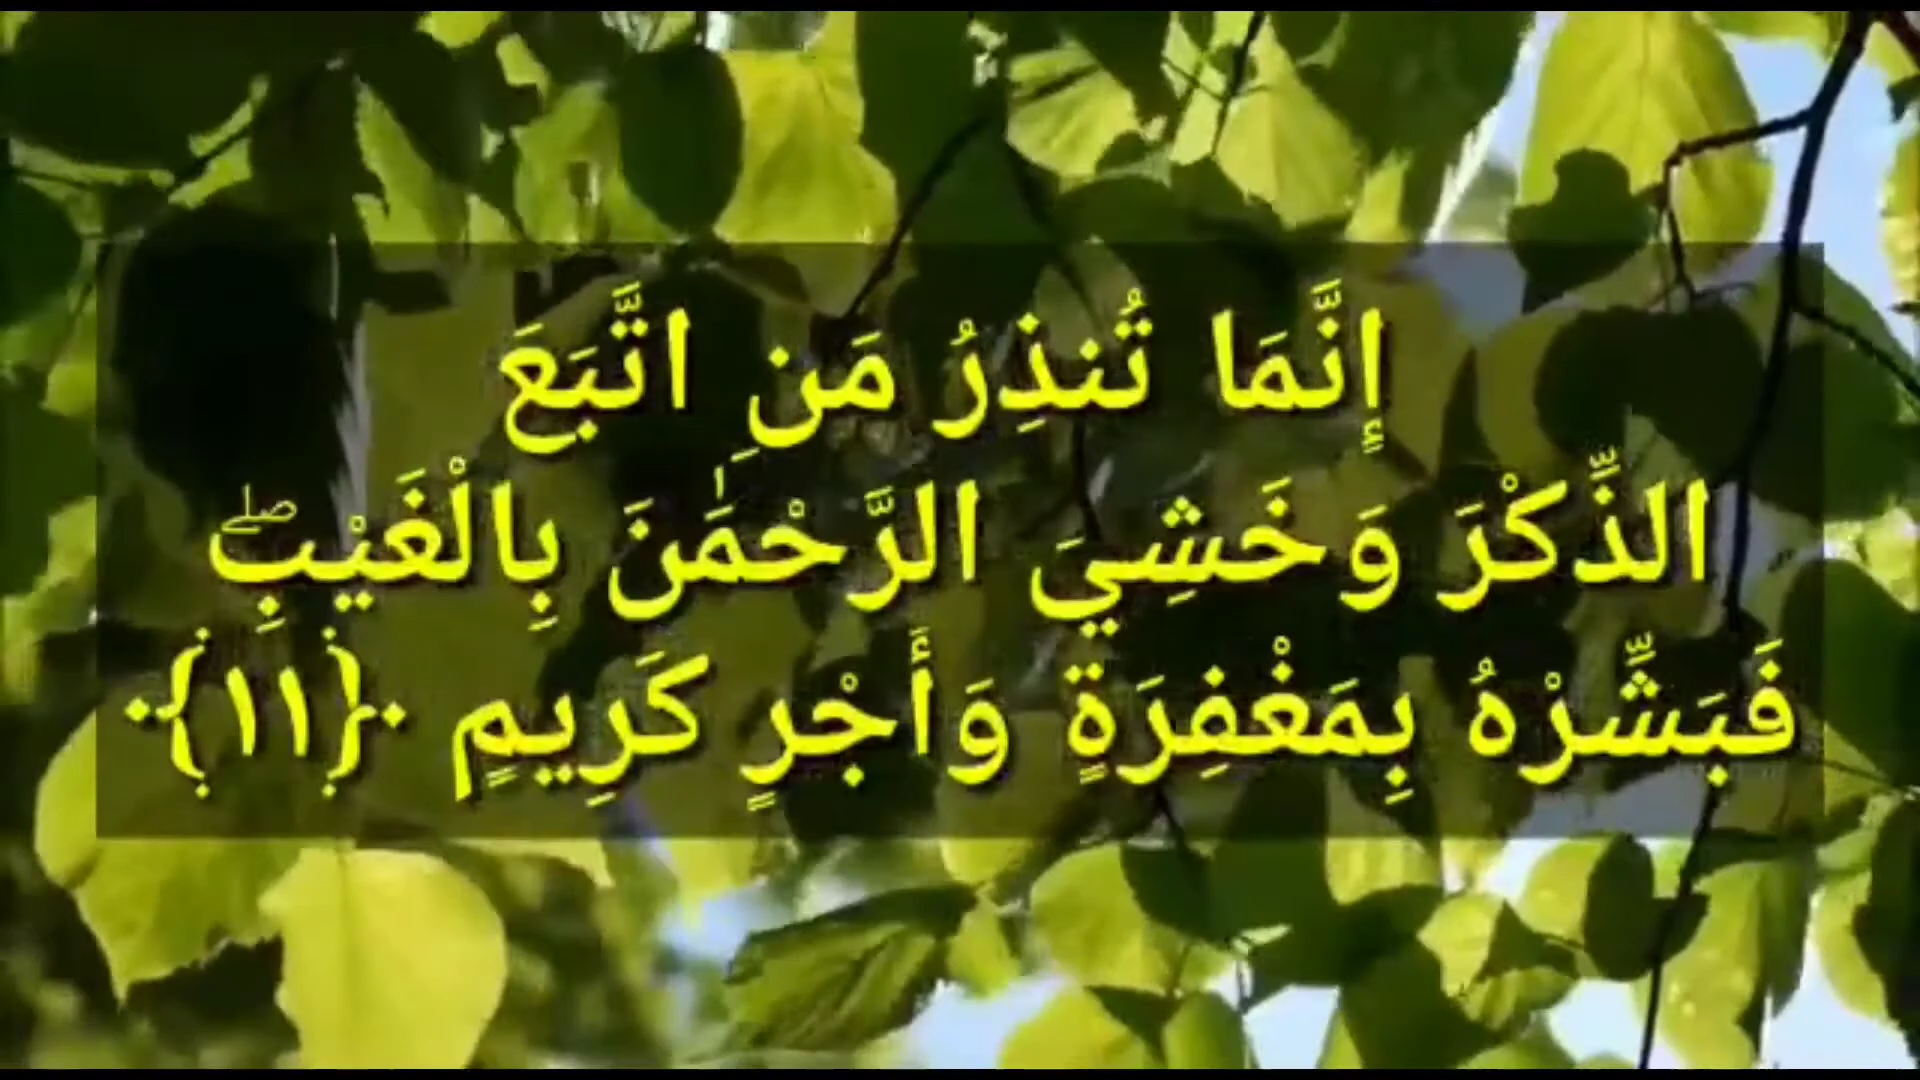 إِنَّمَا تُنذِرُ مَنِ اتَّبَعَ
الذِّكْرَ وَخَشِيَ الرَّحْمَٰنَ بِالْغَيْبِ ۖ
فَبَشِّرْهُ بِمَغْفِرَةٍ وَأَجْرٍ كَرِيمٍ ﴿١١﴾